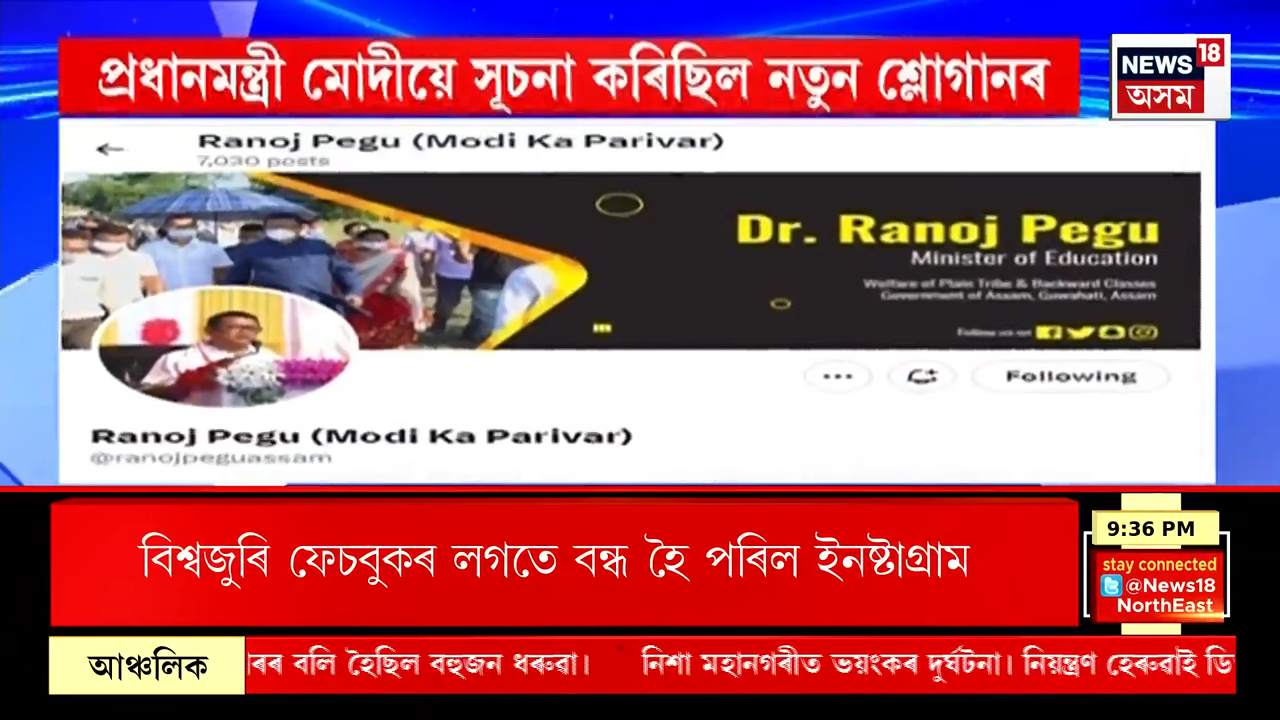 প্ৰধানমন্ত্ৰী মোদীয়ে সূচনা কৰিছিল নতুন শ্লোগানৰ
NEWS 18
অসম
Ranoj Pegu (Modi Ka Parivar)
7,030 posts
Dr. Ranoj Pegu
Minister of Education
Welfare of Plain Tribe & Backward Classes
Government of Assam, Guwahati, Assam
Follow us on
Following
Ranoj Pegu (Modi Ka Parivar)
@ranojpeguassam
বিশ্বজুৰি ফেচবুকৰ লগতে বন্ধ হৈ পৰিল ইনষ্টাগ্ৰাম
9:36 PM
stay connected
@News18
NorthEast
আঞ্চলিক
বলি হৈছিল বহুজন ধৰুৱা। নিশা মহানগৰীত ভয়ংকৰ দুৰ্ঘটনা। নিয়ন্ত্ৰণ হেৰুৱাই